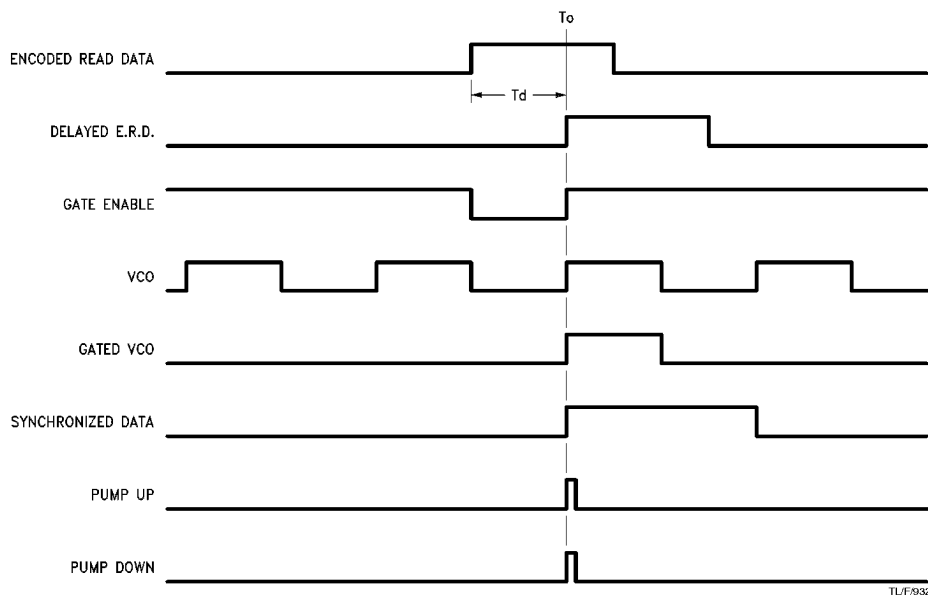 To
ENCODED READ DATA
Td
DELAYED E.R.D.
GATE ENABLE
VCO
GATED VCO
SYNCHRONIZED DATA
PUMP UP
PUMP DOWN